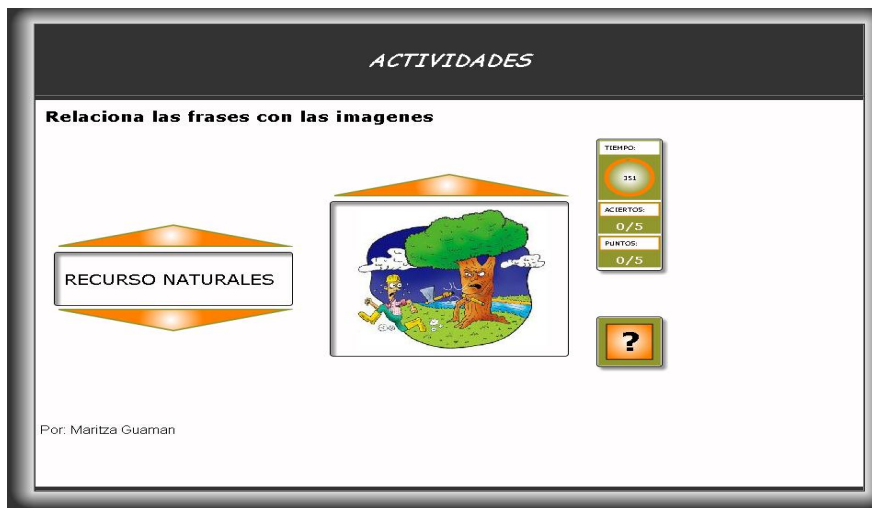 ACTIVIDADES
Relaciona las frases con las imagenes
TIEMPO:
351
ACIERTOS:
0/5
PUNTOS:
0/5
RECURSO NATURALES
?
Por: Maritza Guaman